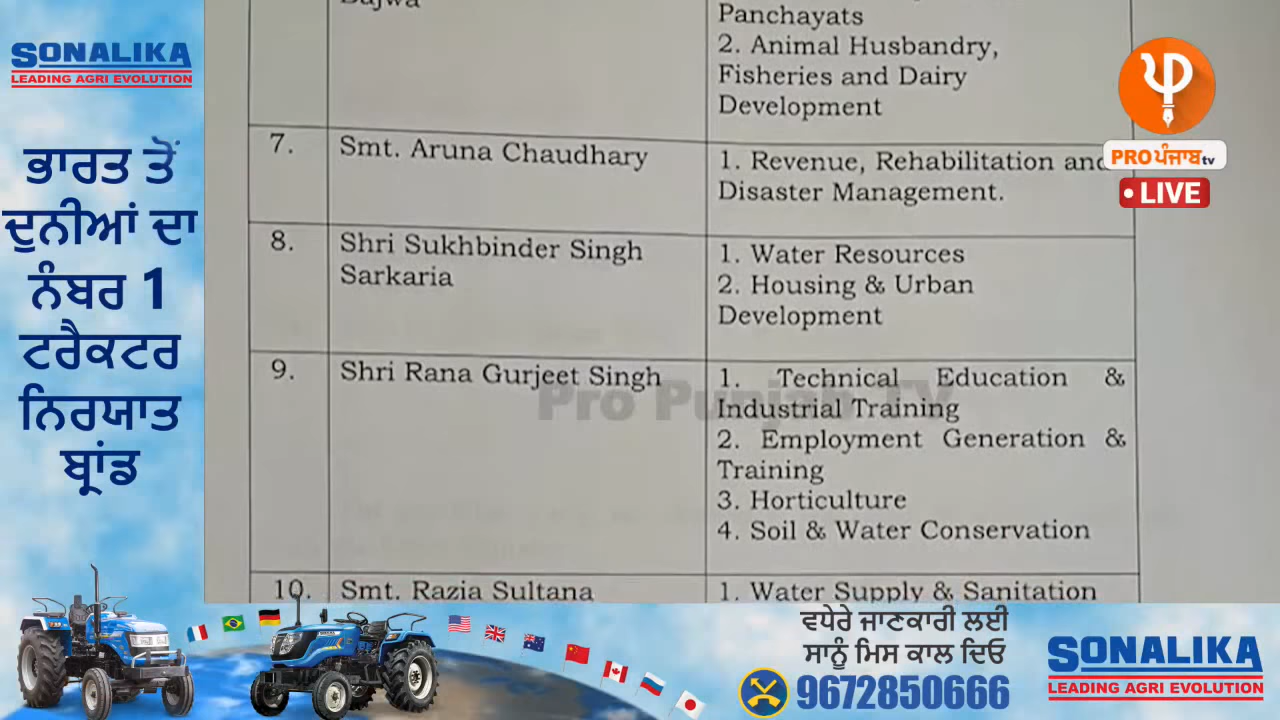 SONALIKA
LEADING AGRI EVOLUTION
ਭਾਰਤ ਤੋਂ
ਦੁਨੀਆਂ ਦਾ
ਨੰਬਰ 1
ਟਰੈਕਟਰ
ਨਿਰਯਾਤ
ਬ੍ਰਾਂਡ
Bajwa
Panchayats
2. Animal Husbandry,
Fisheries and Dairy
Development
7.
Smt. Aruna Chaudhary
1. Revenue, Rehabilitation and
Disaster Management.
8.
Shri Sukhbinder Singh
Sarkaria
1. Water Resources
2. Housing & Urban
Development
9.
Shri Rana Gurjeet Singh
1. Technical Education &
Industrial Training
2. Employment Generation &
Training
3. Horticulture
4. Soil & Water Conservation
10.
Smt. Razia Sultana
1. Water Supply & Sanitation
Pro Punjab TV
PRO ਪੰਜਾਬ tv
• LIVE
ਵਧੇਰੇ ਜਾਣਕਾਰੀ ਲਈ
ਸਾਨੂੰ ਮਿਸ ਕਾਲ ਦਿਓ
9672850666
SONALIKA
LEADING AGRI EVOLUTION